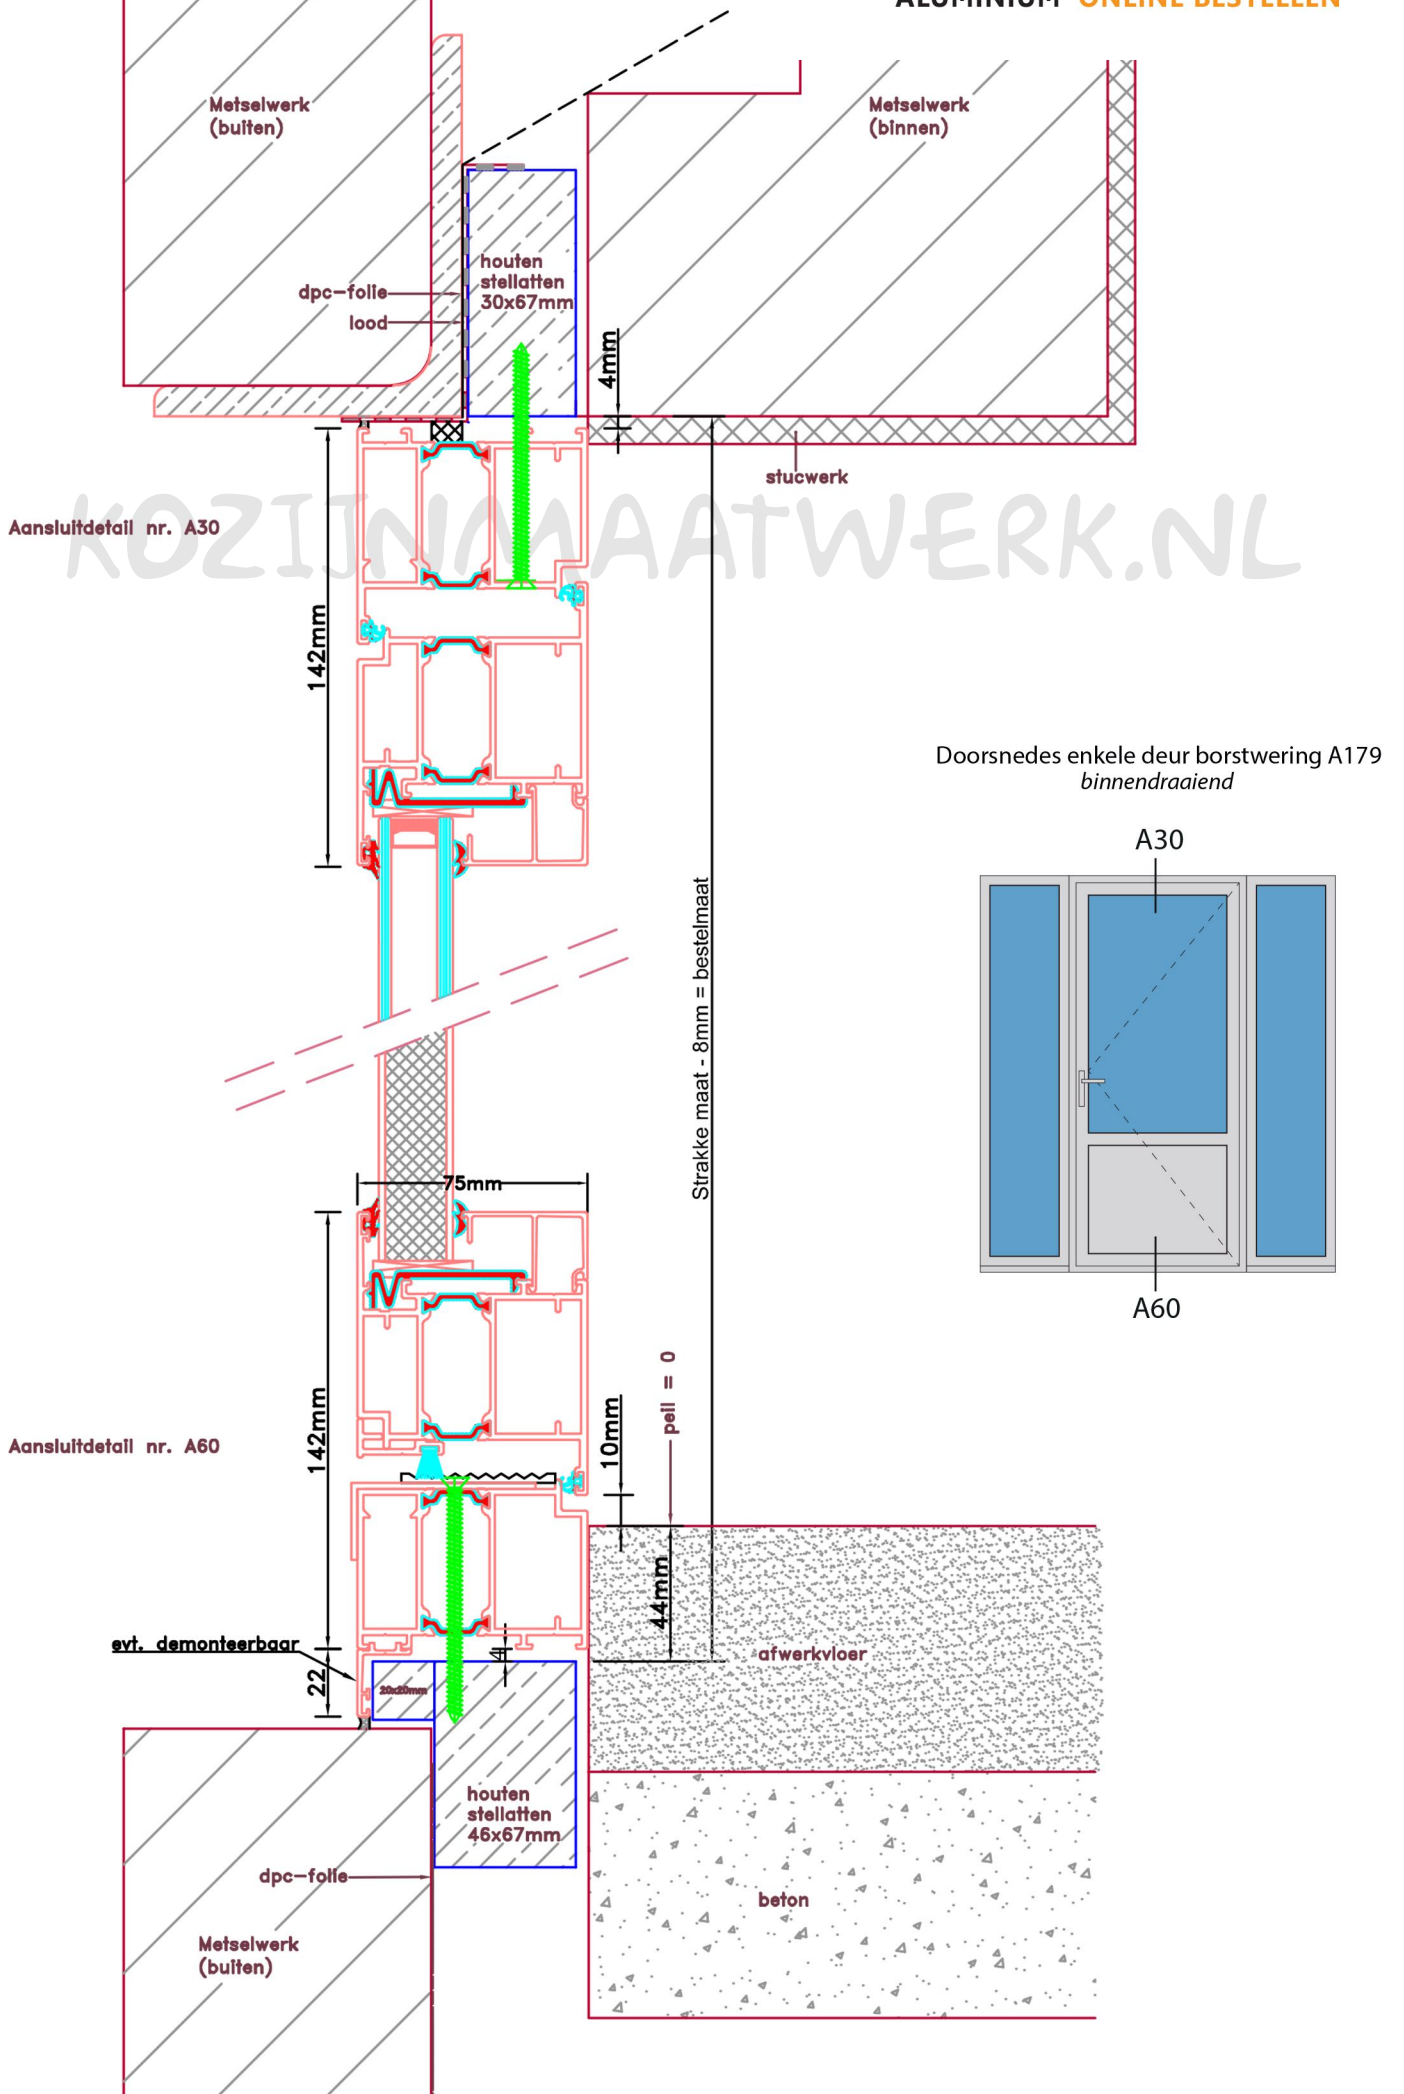 ALUMINIUM ONLINE BESTELLEN
Metselwerk
(buiten)
Metselwerk
(binnen)
houten
stellatten
30x67mm
dpc-folie
lood
4mm
stucwerk
KOZIJNMAATWERK.NL
Aansluitdetail nr. A30
142mm
Doorsnedes enkele deur borstwering A179
binnendraaiend
A30
Strakke maat - 8mm = bestelmaat
75mm
A60
peil = 0
10mm
142mm
Aansluitdetail nr. A60
44mm
evt. demonteerbaar
4
afwerkvloer
22
20x20mm
houten
stellatten
46x67mm
dpc-folie
beton
Metselwerk
(buiten)